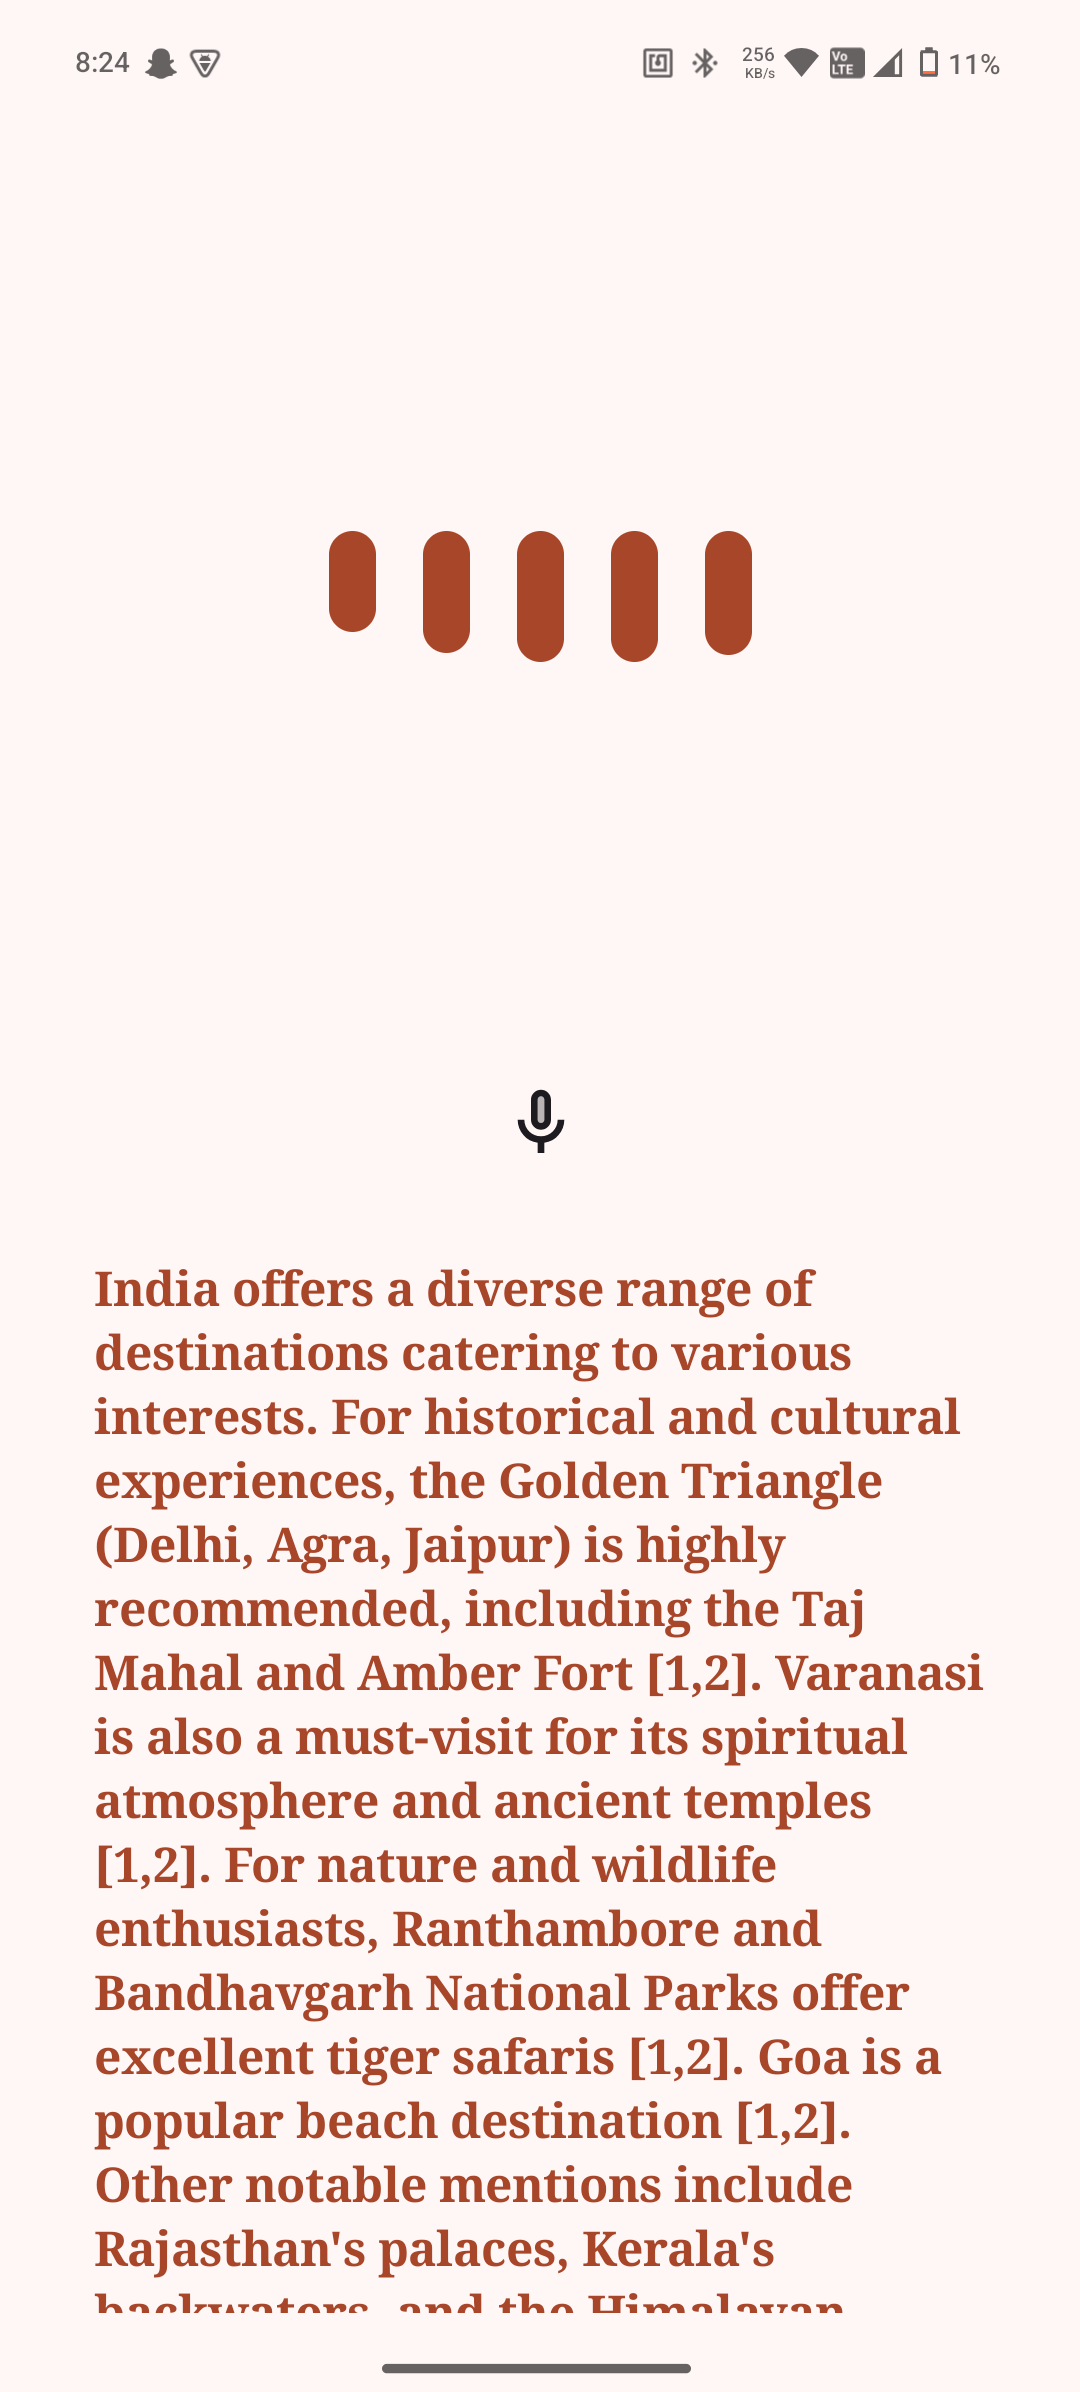 8:24
256
KB/s
Vo
LTE
11%
India offers a diverse range of
destinations catering to various
interests. For historical and cultural
experiences, the Golden Triangle
(Delhi, Agra, Jaipur) is highly
recommended, including the Taj
Mahal and Amber Fort [1,2]. Varanasi
is also a must-visit for its spiritual
atmosphere and ancient temples
[1,2]. For nature and wildlife
enthusiasts, Ranthambore and
Bandhavgarh National Parks offer
excellent tiger safaris [1,2]. Goa is a
popular beach destination [1,2].
Other notable mentions include
Rajasthan's palaces, Kerala's
backwaters, and the Himalayan